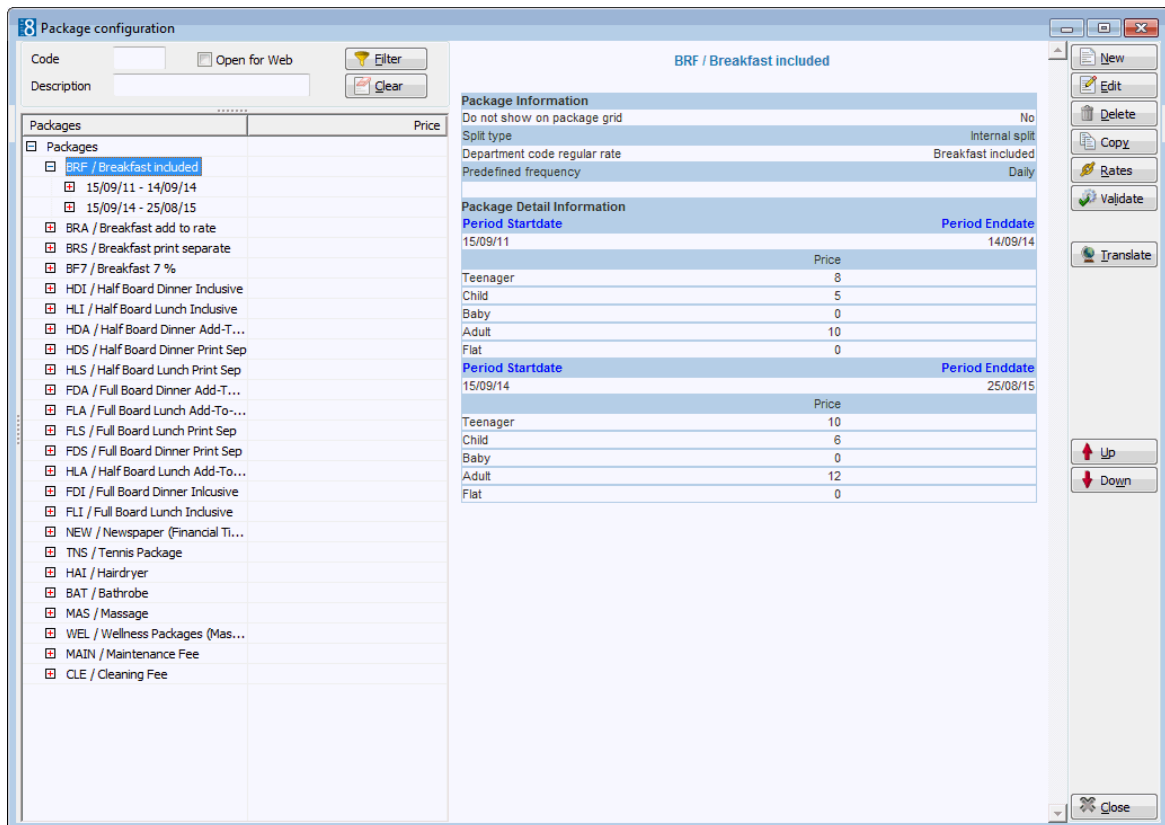 8 Package configuration
Code Open for Web Filter
Description Clear
Packages Price
Packages
BRF / Breakfast included
15/09/11 - 14/09/14
15/09/14 - 25/08/15
BRA / Breakfast add to rate
BRS / Breakfast print separate
BF7 / Breakfast 7 %
HDI / Half Board Dinner Inclusive
HLI / Half Board Lunch Inclusive
HDA / Half Board Dinner Add-T...
HDS / Half Board Dinner Print Sep
HLS / Half Board Lunch Print Sep
FDA / Full Board Dinner Add-T...
FLA / Full Board Lunch Add-To-...
FLS / Full Board Lunch Print Sep
FDS / Full Board Dinner Print Sep
HLA / Half Board Lunch Add-To...
FDI / Full Board Dinner Inlcusive
FLI / Full Board Lunch Inclusive
NEW / Newspaper (Financial Ti...
TNS / Tennis Package
HAI / Hairdryer
BAT / Bathrobe
MAS / Massage
WEL / Wellness Packages (Mas...
MAIN / Maintenance Fee
CLE / Cleaning Fee
BRF / Breakfast included
Package Information
Do not show on package grid No
Split type Internal split
Department code regular rate Breakfast included
Predefined frequency Daily
Package Detail Information
Period Startdate Period Enddate
15/09/11 14/09/14
Price
Teenager 8
Child 5
Baby 0
Adult 10
Flat 0
Period Startdate Period Enddate
15/09/14 25/08/15
Price
Teenager 10
Child 6
Baby 0
Adult 12
Flat 0
New
Edit
Delete
Copy
Rates
Validate
Translate
Up
Down
Close